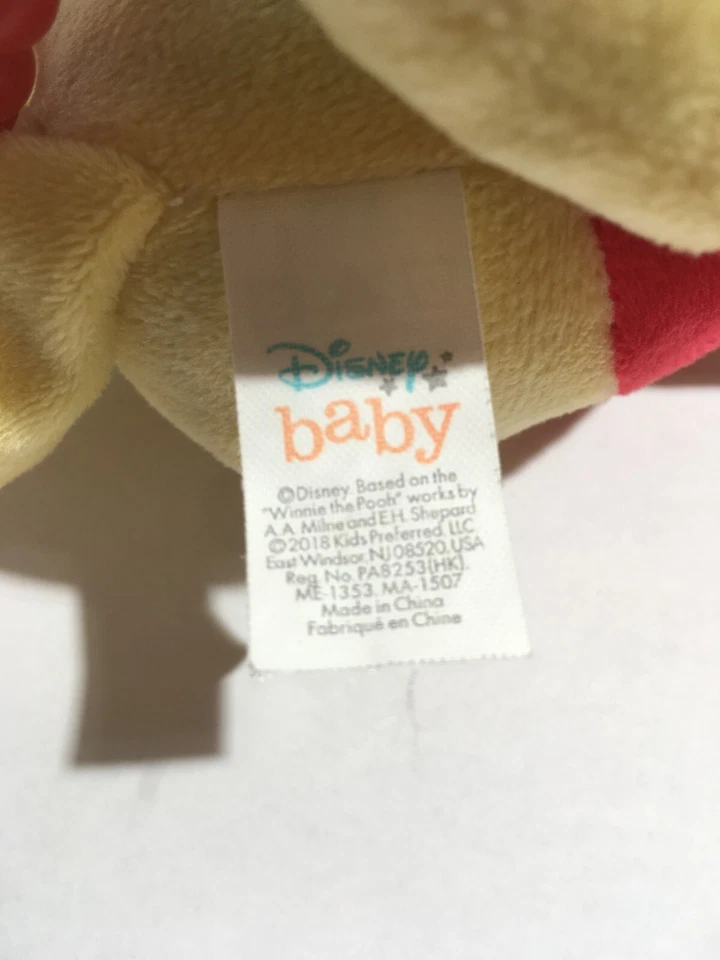 Disney
baby
©Disney. Based on the
"Winnie the Pooh" works by
A.A. Milne and E.H. Shepard
©2018 Kids Preferred, LLC
East Windsor, NJ 08520, USA
Reg. No. PA8253(HK),
ME-1353, MA-1507
Made in China
Fabriqué en Chine